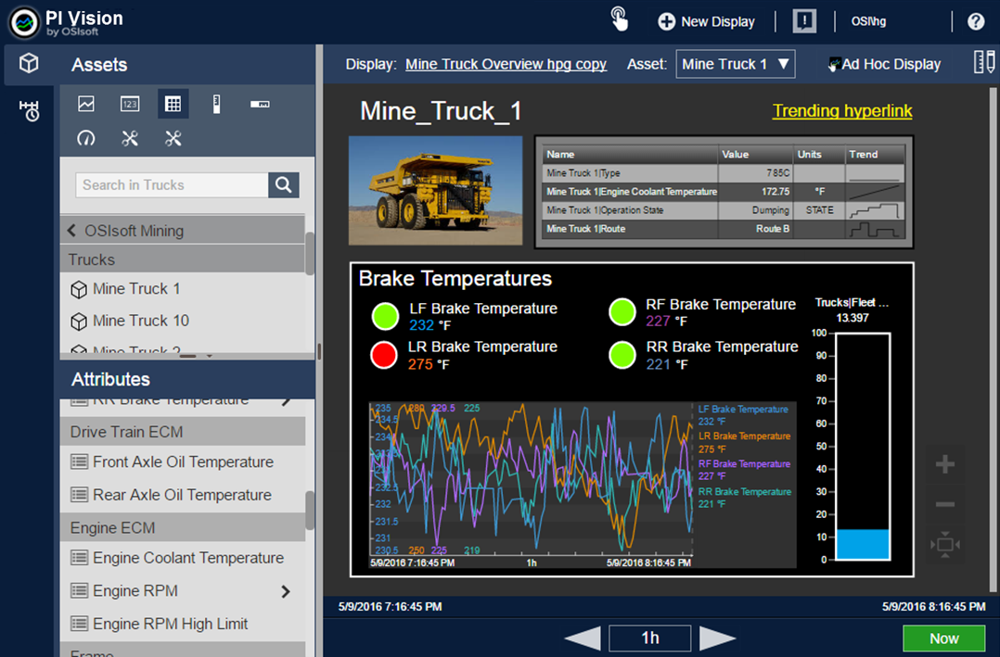 PI Vision
by OSIsoft
New Display
OSI\hg
Assets
Display: Mine Truck Overview hpg copy Asset: Mine Truck 1
Ad Hoc Display
123
Search in Trucks
OSIsoft Mining
Trucks
Mine Truck 1
Mine Truck 10
Mine Truck 2
Attributes
RR Brake Temperature
Drive Train ECM
Front Axle Oil Temperature
Rear Axle Oil Temperature
Engine ECM
Engine Coolant Temperature
Engine RPM
Engine RPM High Limit
Frame
Mine_Truck_1
Trending hyperlink
Name Value Units Trend
Mine Truck 1|Type 785C
Mine Truck 1|Engine Coolant Temperature 172.75 °F
Mine Truck 1|Operation State Dumping STATE
Mine Truck 1|Route Route B
Brake Temperatures
LF Brake Temperature
232 °F
RF Brake Temperature
227 °F
LR Brake Temperature
275 °F
RR Brake Temperature
221 °F
Trucks|Fleet ...
13.397
100
90
80
70
60
50
40
30
20
10
0
235 280 229.5 225
234.5
234
232.5
232
231.5
231
230.5 250 225 219
5/9/2016 7:16:45 PM 1h 5/9/2016 8:16:45 PM
LF Brake Temperature
232 °F
LR Brake Temperature
275 °F
RF Brake Temperature
227 °F
RR Brake Temperature
221 °F
5/9/2016 7:16:45 PM 5/9/2016 8:16:45 PM
1h
Now